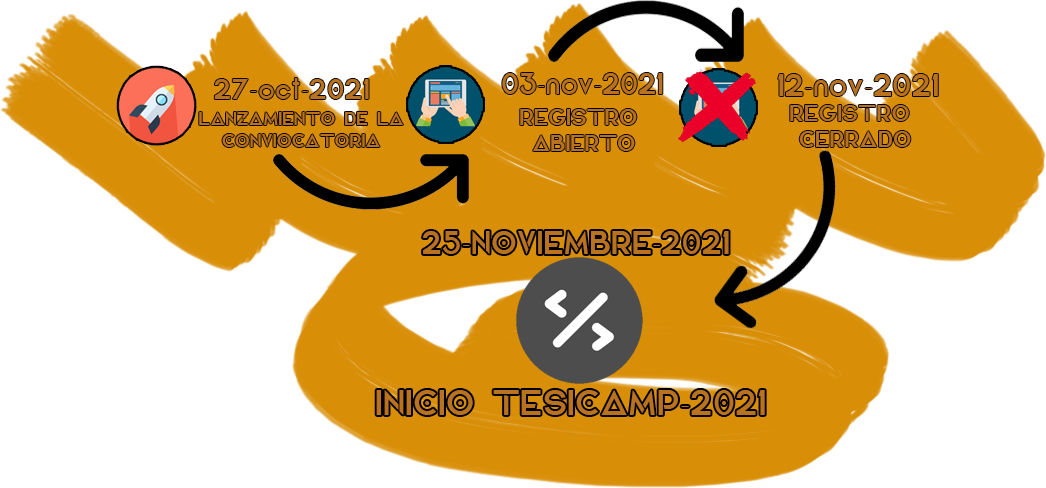 27-oct-2021
LANZAMIENTO DE LA
CONVIOCATORIA
03-nov-2021
REGISTRO
ABIERTO
12-nov-2021
REGISTRO
CERRADO
25-NOVIEMBRE-2021
INICIO TESICAMP-2021